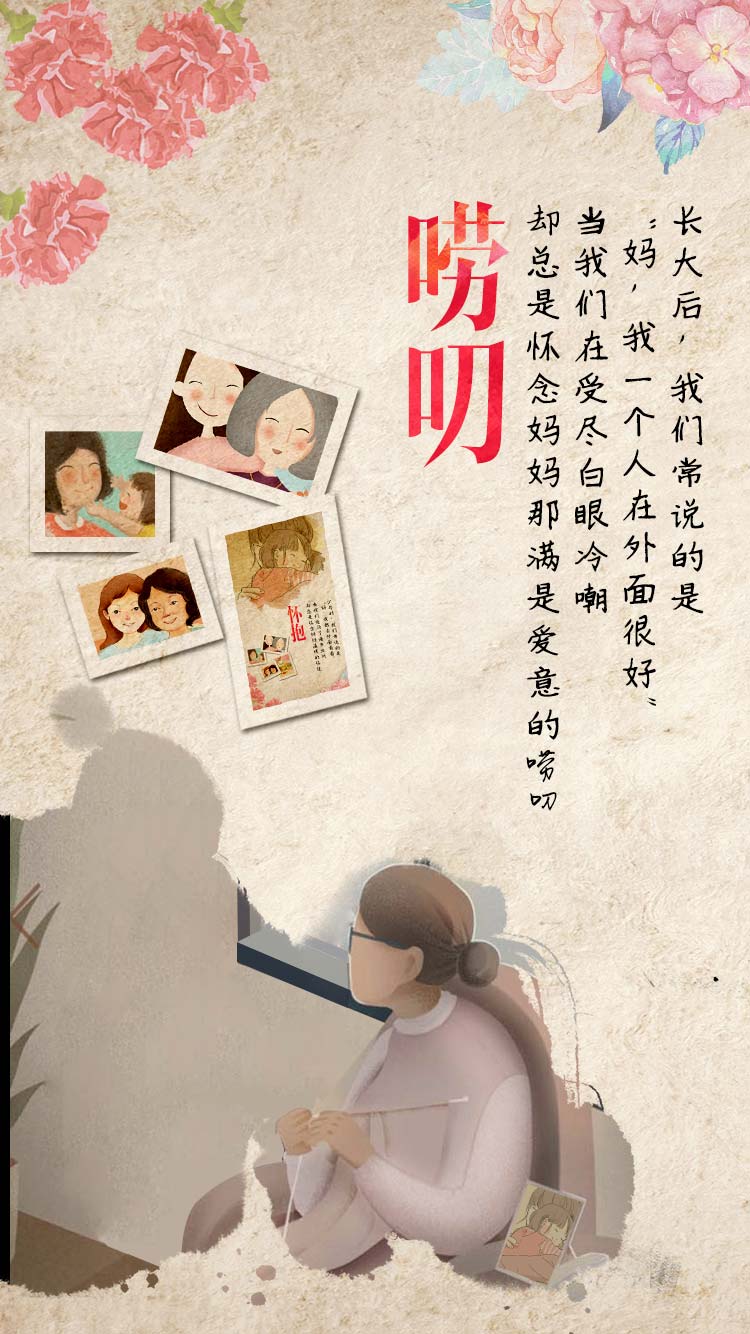 长大后，我们常说的是
“妈，我一个人在外面很好”
当我们在受尽白眼冷嘲
却总是怀念妈妈那满是爱意的唠叨
唠叨
怀抱